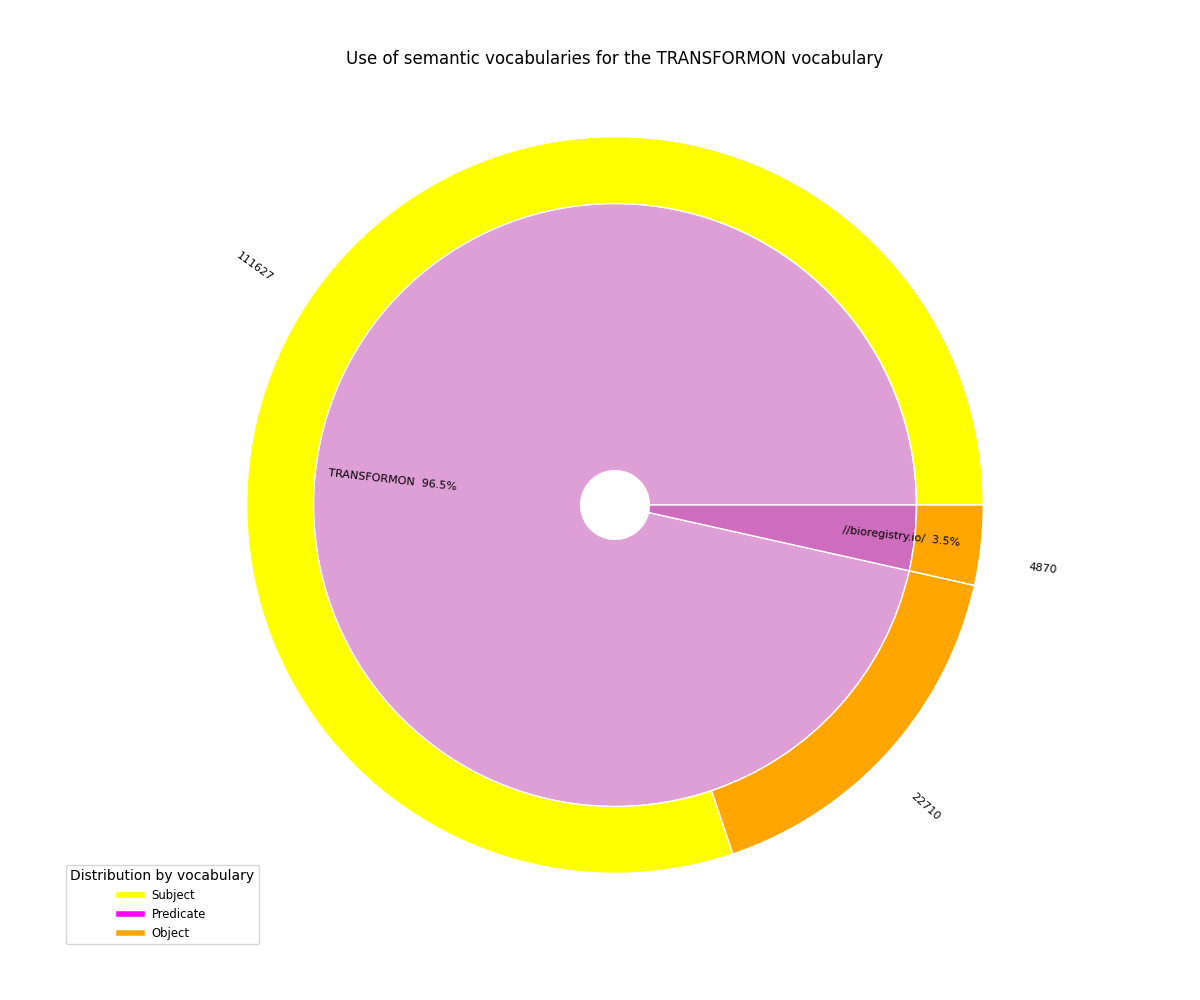 Use of semantic vocabularies for the TRANSFORMON vocabulary
111627
TRANSFORMON  96.5%
//bioregistry.io/  3.5%
4870
22710
Distribution by vocabulary
Subject
Predicate
Object